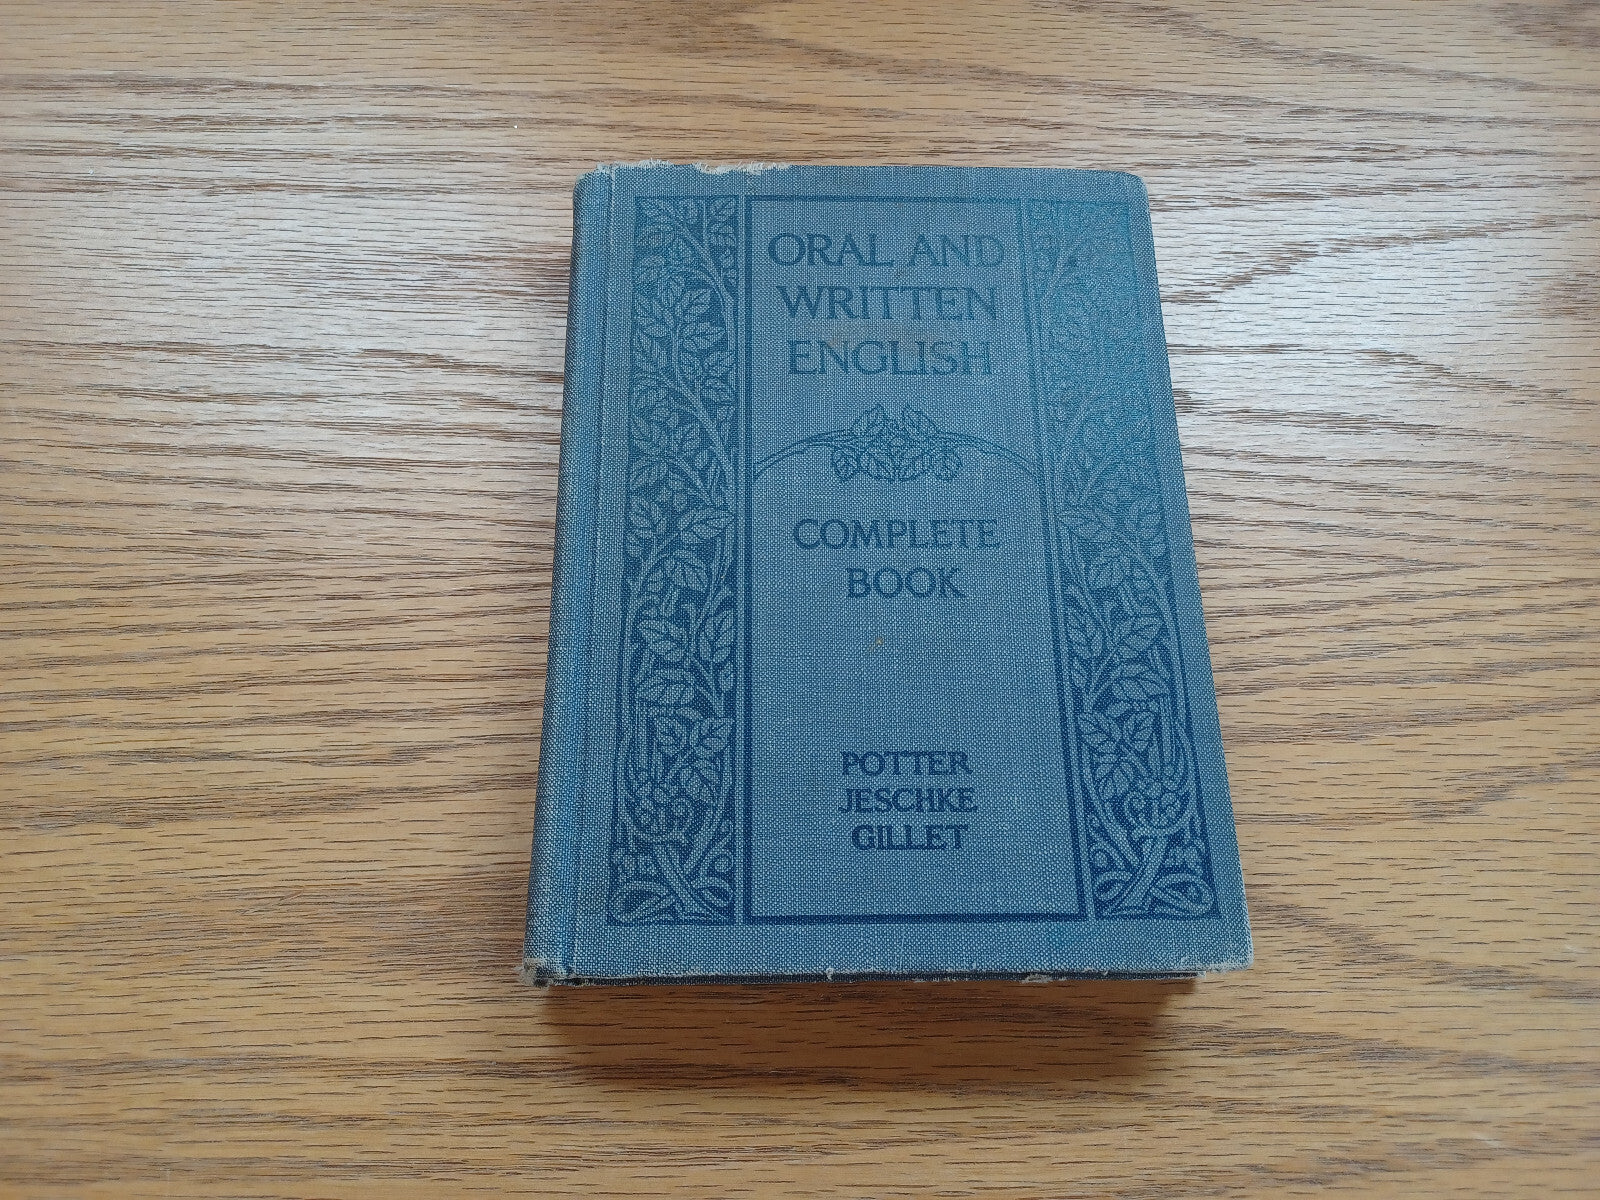 ORAL AND
WRITTEN
ENGLISH
COMPLETE
BOOK
POTTER
JESCHKE
GILLET